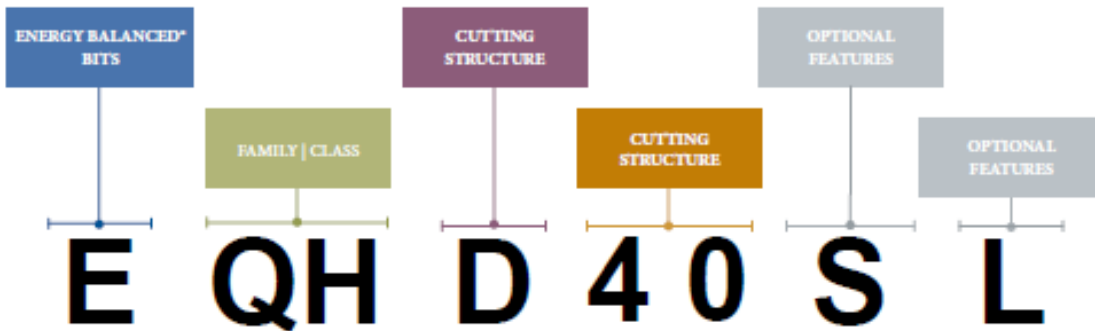 ENERGY BALANCED®
BITS
CUTTING
STRUCTURE
OPTIONAL
FEATURES
FAMILY | CLASS
CUTTING
STRUCTURE
OPTIONAL
FEATURES
E QH D 4 0 S L